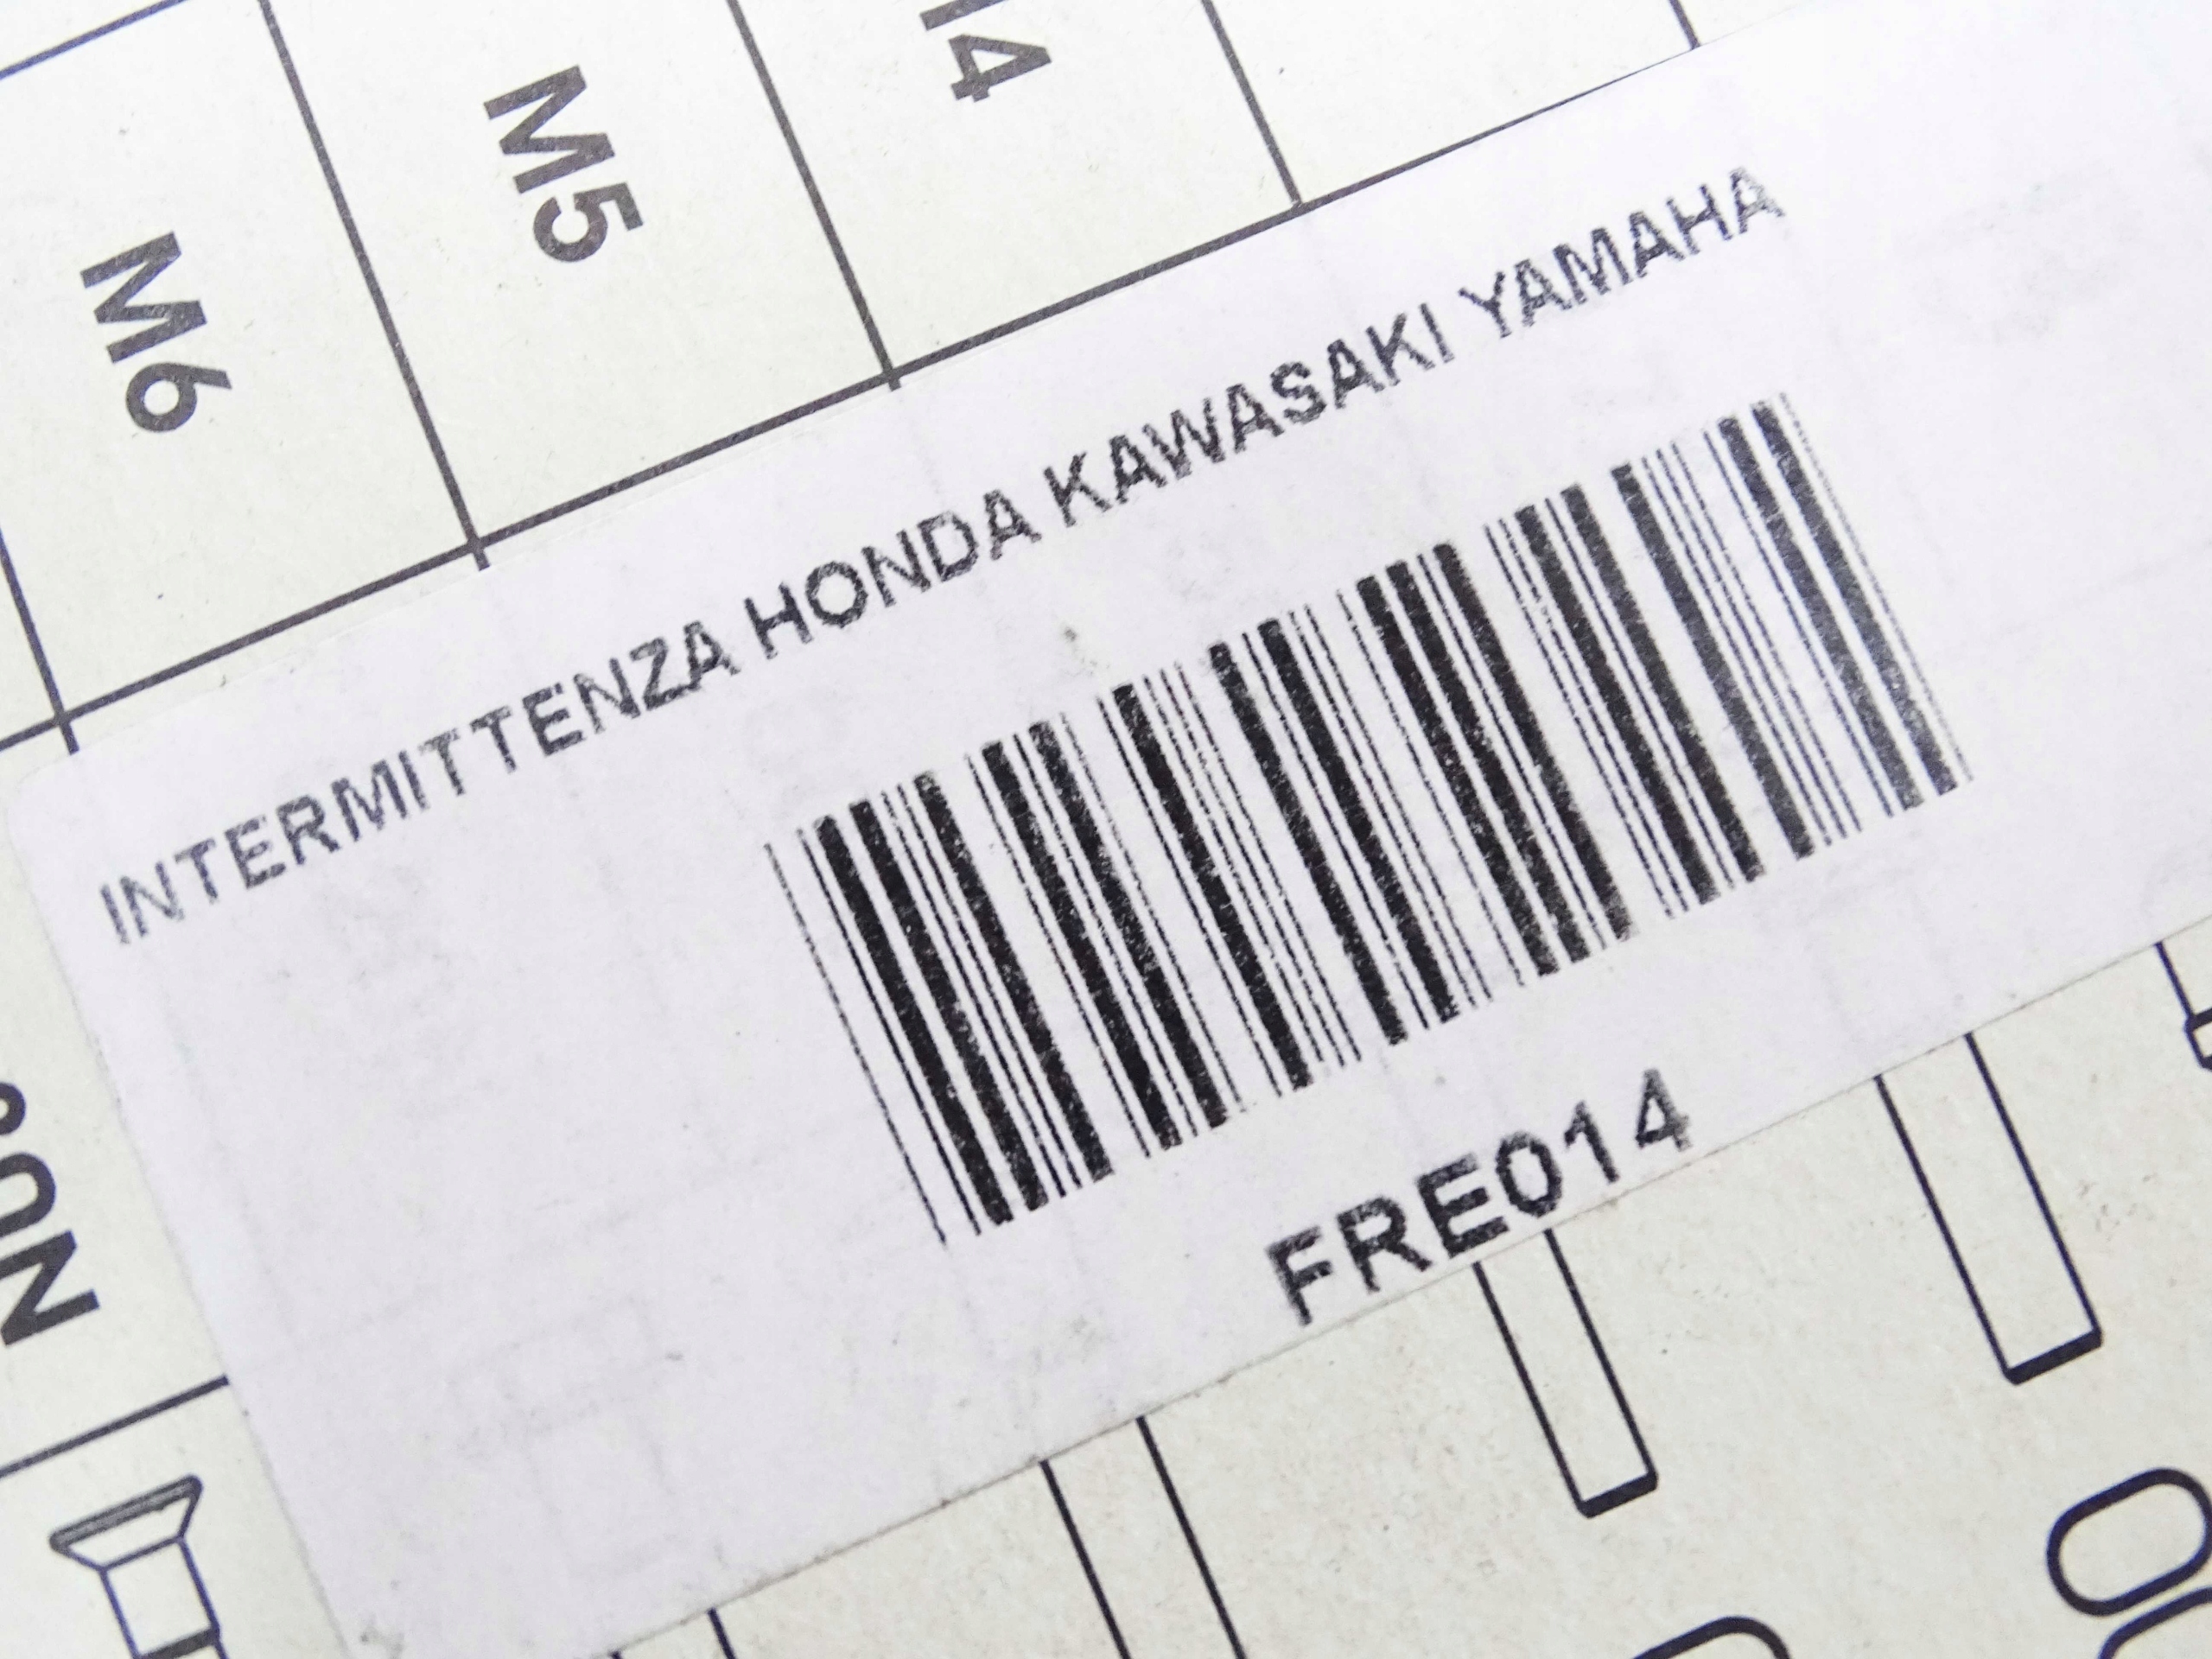 M6
M5
INTERMITTENZA HONDA KAWASAKI YAMAHA
FRE014